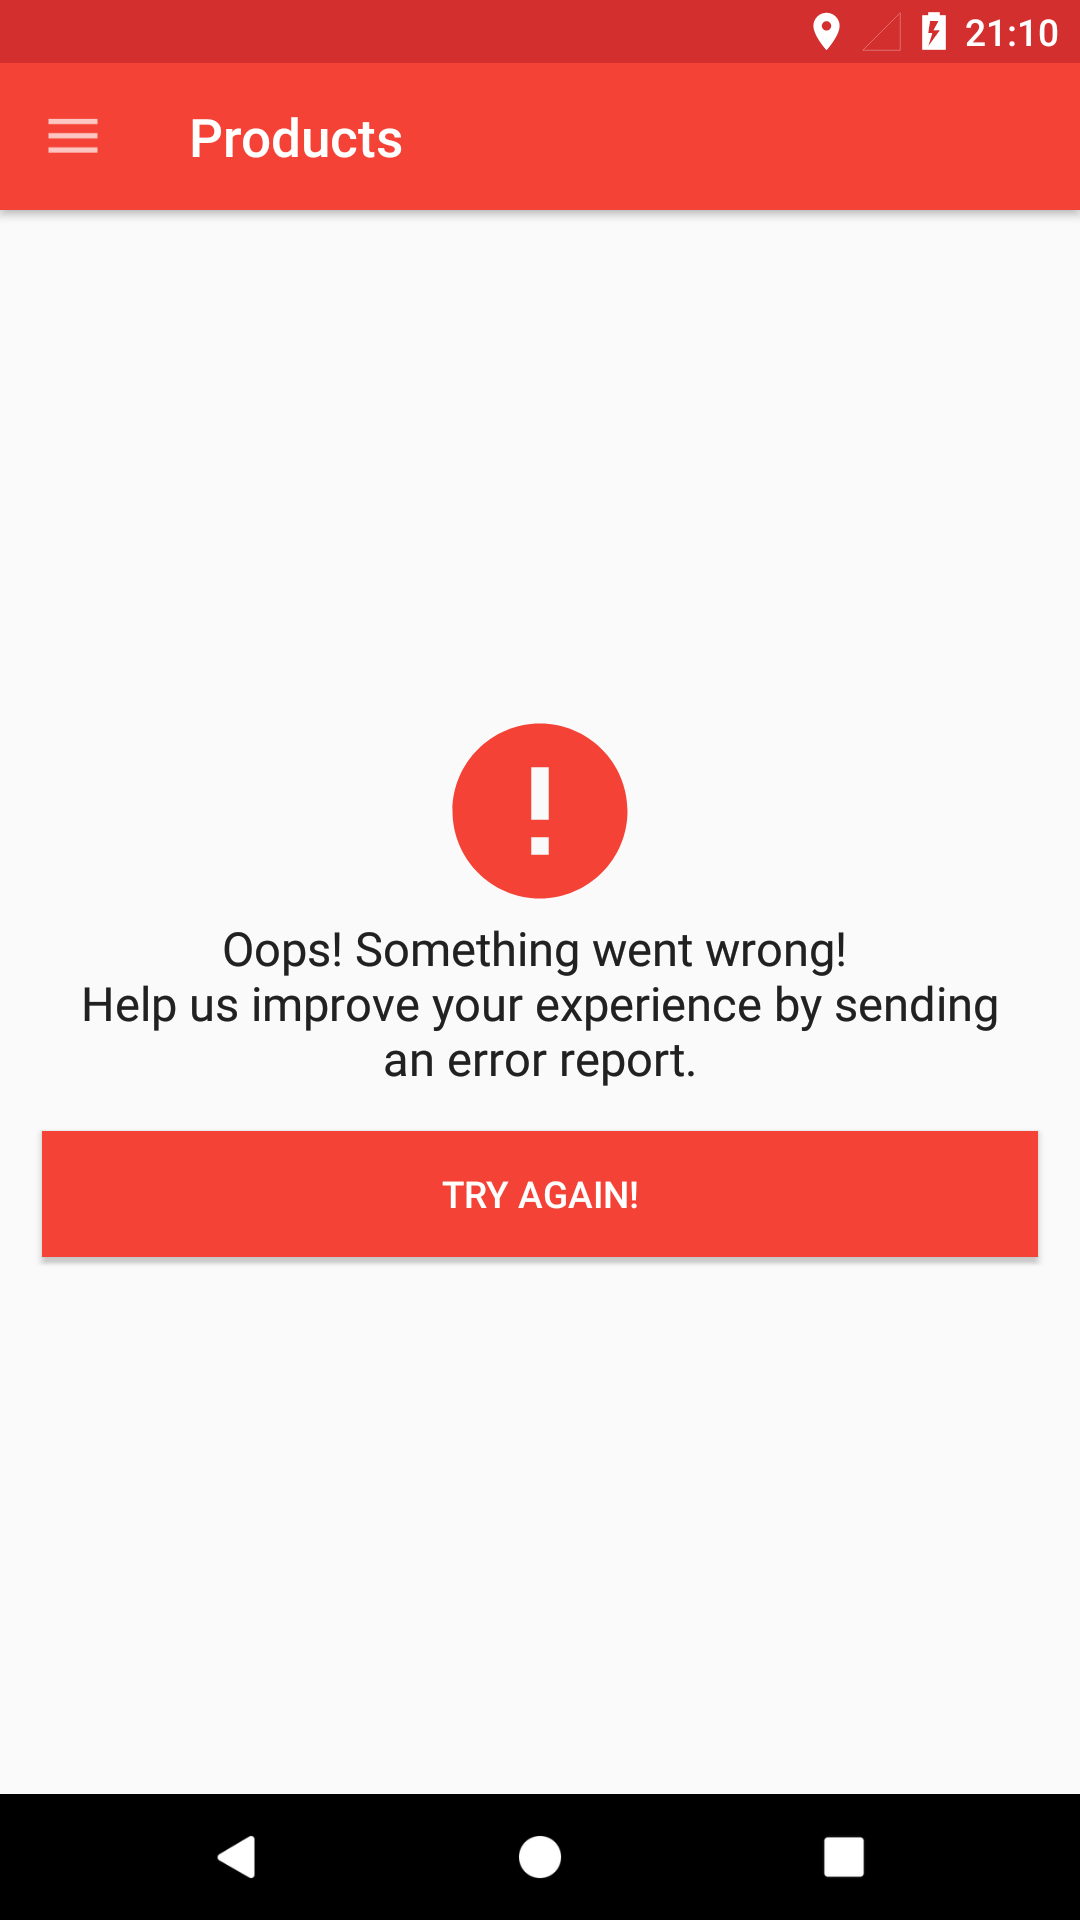 21:10
Products
Oops! Something went wrong!
Help us improve your experience by sending
an error report.
TRY AGAIN!